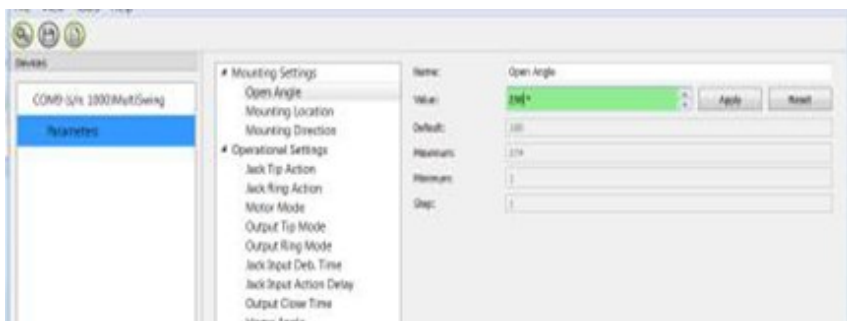 Devices
COM9 (s/n: 1000)MultiSwing
Parameters
Mounting Settings
Open Angle
Mounting Location
Mounting Direction
Operational Settings
Jack Tip Action
Jack Ring Action
Motor Mode
Output Tip Mode
Output Ring Mode
Jack Input Deb. Time
Jack Input Action Delay
Output Close Time
Name: Open Angle
Value: Apply Reset
Default:
Maximum:
Minimum: 1
Step: 1